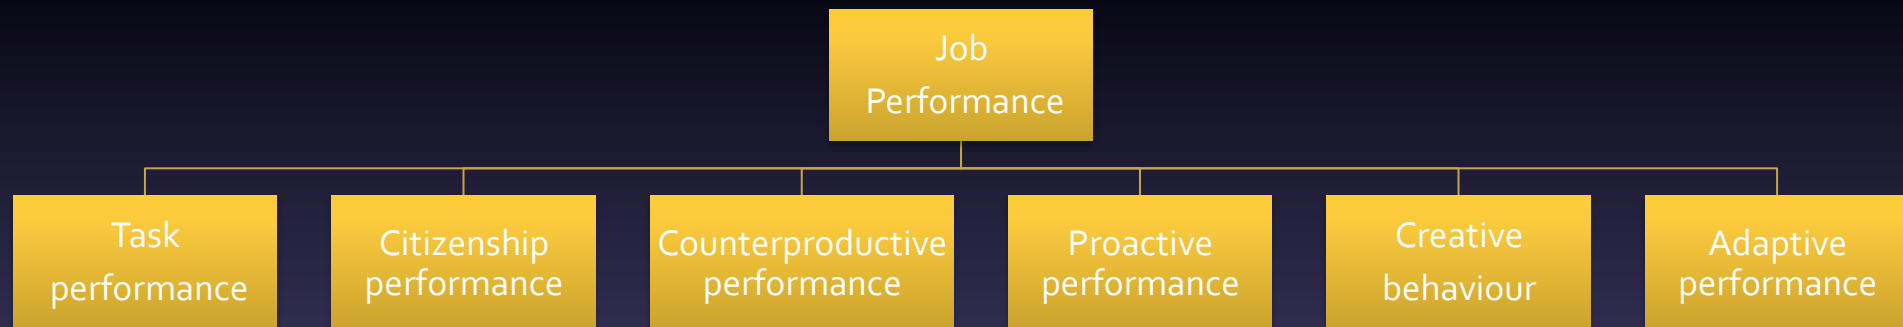 Job
Performance
Task
performance
Citizenship
performance
Counterproductive
performance
Proactive
performance
Creative
behaviour
Adaptive
performance